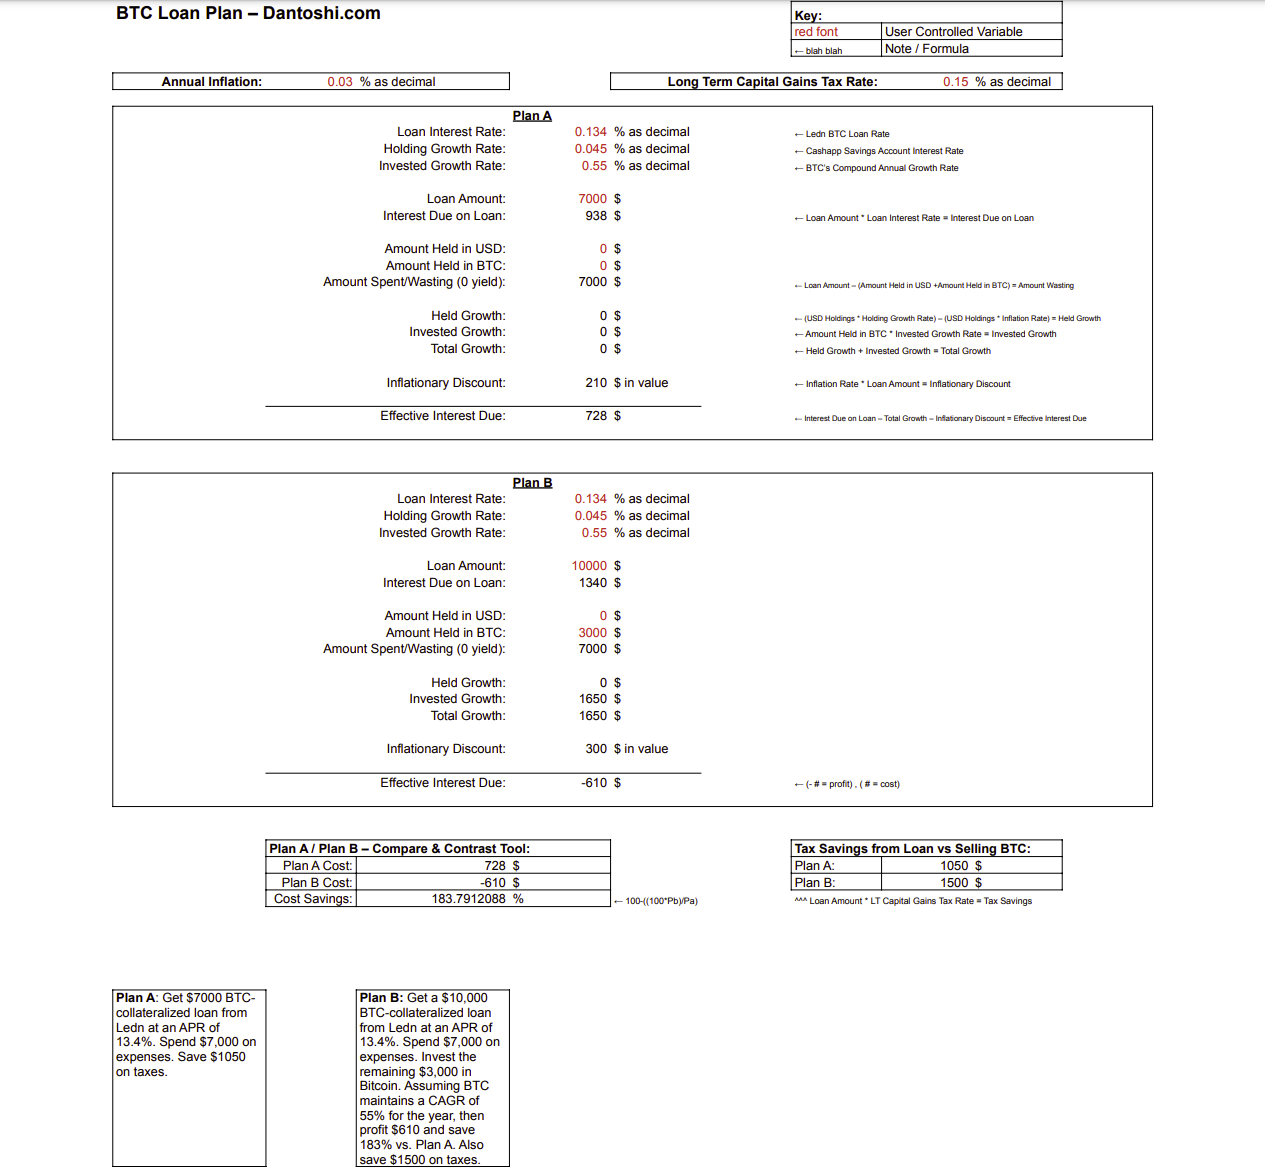 BTC Loan Plan – Dantoshi.com
Key:
red font User Controlled Variable
← blah blah Note / Formula
Annual Inflation: 0.03 % as decimal Long Term Capital Gains Tax Rate: 0.15 % as decimal
Plan A
Loan Interest Rate: 0.134 % as decimal ← Ledn BTC Loan Rate
Holding Growth Rate: 0.045 % as decimal ← Cashapp Savings Account Interest Rate
Invested Growth Rate: 0.55 % as decimal ← BTC's Compound Annual Growth Rate
Loan Amount: 7000 $
Interest Due on Loan: 938 $ ← Loan Amount * Loan Interest Rate = Interest Due on Loan
Amount Held in USD: 0 $
Amount Held in BTC: 0 $
Amount Spent/Wasting (0 yield): 7000 $ ← Loan Amount – (Amount Held in USD +Amount Held in BTC) = Amount Wasting
Held Growth: 0 $ ← (USD Holdings * Holding Growth Rate) – (USD Holdings * Inflation Rate) = Held Growth
Invested Growth: 0 $ ← Amount Held in BTC * Invested Growth Rate = Invested Growth
Total Growth: 0 $ ← Held Growth + Invested Growth = Total Growth
Inflationary Discount: 210 $ in value ← Inflation Rate * Loan Amount = Inflationary Discount
Effective Interest Due: 728 $ ← Interest Due on Loan – Total Growth – Inflationary Discount = Effective Interest Due
Plan B
Loan Interest Rate: 0.134 % as decimal
Holding Growth Rate: 0.045 % as decimal
Invested Growth Rate: 0.55 % as decimal
Loan Amount: 10000 $
Interest Due on Loan: 1340 $
Amount Held in USD: 0 $
Amount Held in BTC: 3000 $
Amount Spent/Wasting (0 yield): 7000 $
Held Growth: 0 $
Invested Growth: 1650 $
Total Growth: 1650 $
Inflationary Discount: 300 $ in value
Effective Interest Due: -610 $ ← (- # = profit) , ( # = cost)
Plan A / Plan B – Compare & Contrast Tool:
Plan A Cost: 728 $
Plan B Cost: -610 $
Cost Savings: 183.7912088 % ← 100-((100*Pb)/Pa)
Tax Savings from Loan vs Selling BTC:
Plan A: 1050 $
Plan B: 1500 $
^^^ Loan Amount * LT Capital Gains Tax Rate = Tax Savings
Plan A: Get $7000 BTC-
collateralized loan from
Ledn at an APR of
13.4%. Spend $7,000 on
expenses. Save $1050
on taxes.
Plan B: Get a $10,000
BTC-collateralized loan
from Ledn at an APR of
13.4%. Spend $7,000 on
expenses. Invest the
remaining $3,000 in
Bitcoin. Assuming BTC
maintains a CAGR of
55% for the year, then
profit $610 and save
183% vs. Plan A. Also
save $1500 on taxes.